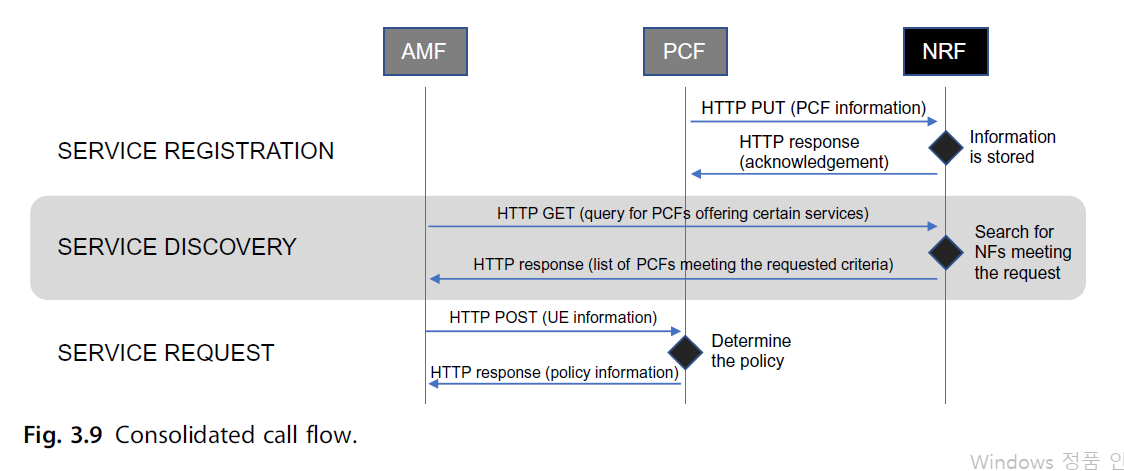 AMF
PCF
NRF
HTTP PUT (PCF information)
SERVICE REGISTRATION
HTTP response
(acknowledgement)
Information
is stored
HTTP GET (query for PCFs offering certain services)
SERVICE DISCOVERY
Search for
NFs meeting
the request
HTTP response (list of PCFs meeting the requested criteria)
HTTP POST (UE information)
SERVICE REQUEST
Determine
the policy
HTTP response (policy information)
Fig. 3.9 Consolidated call flow.
Windows 정품